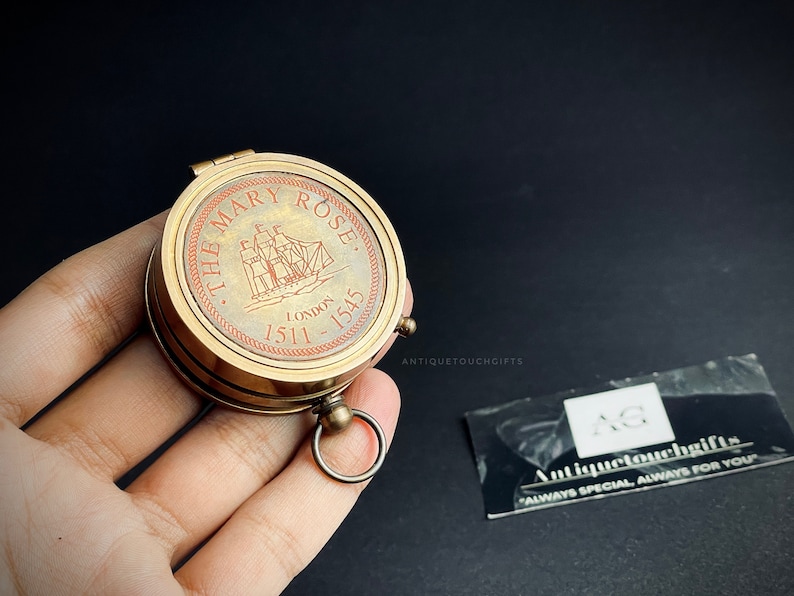 'THE MARY ROSE'
LONDON
1511 - 1545
ANTIQUETOUCHGIFTS
AG
Antiquetouchgifts
"ALWAYS SPECIAL, ALWAYS FOR YOU"